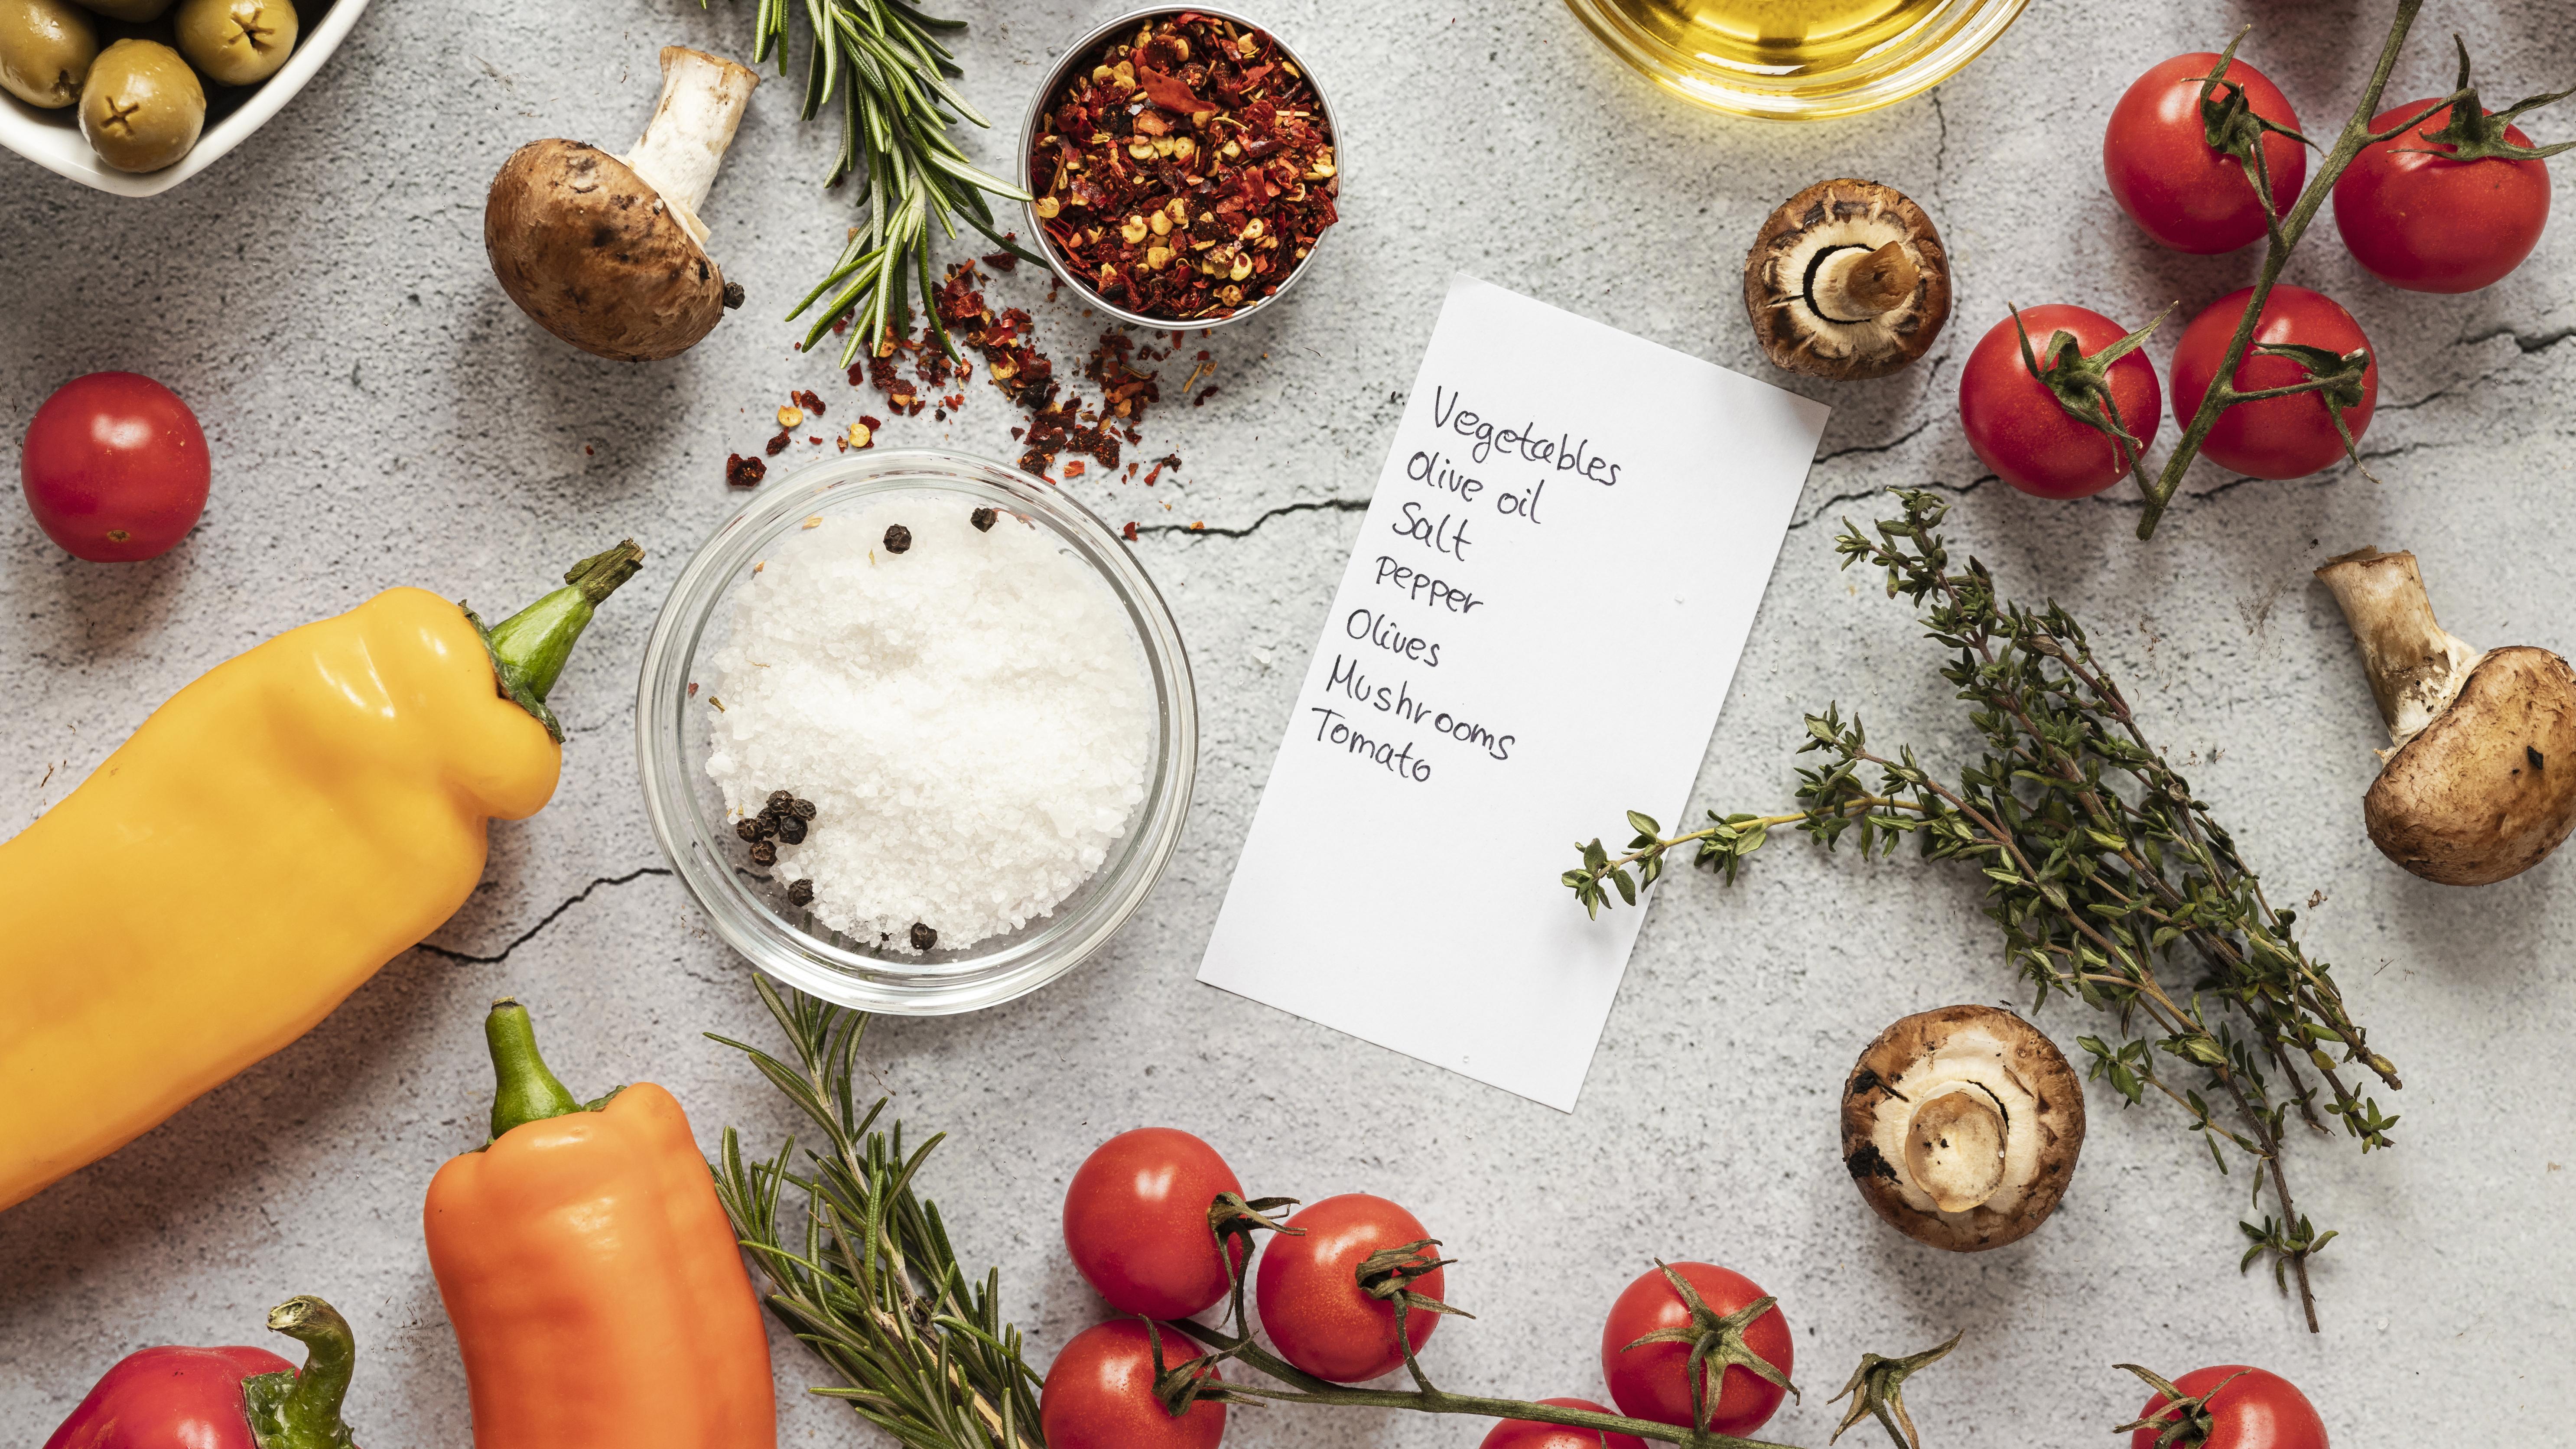 Vegetables
Olive oil
Salt
pepper
Olives
Mushrooms
Tomato